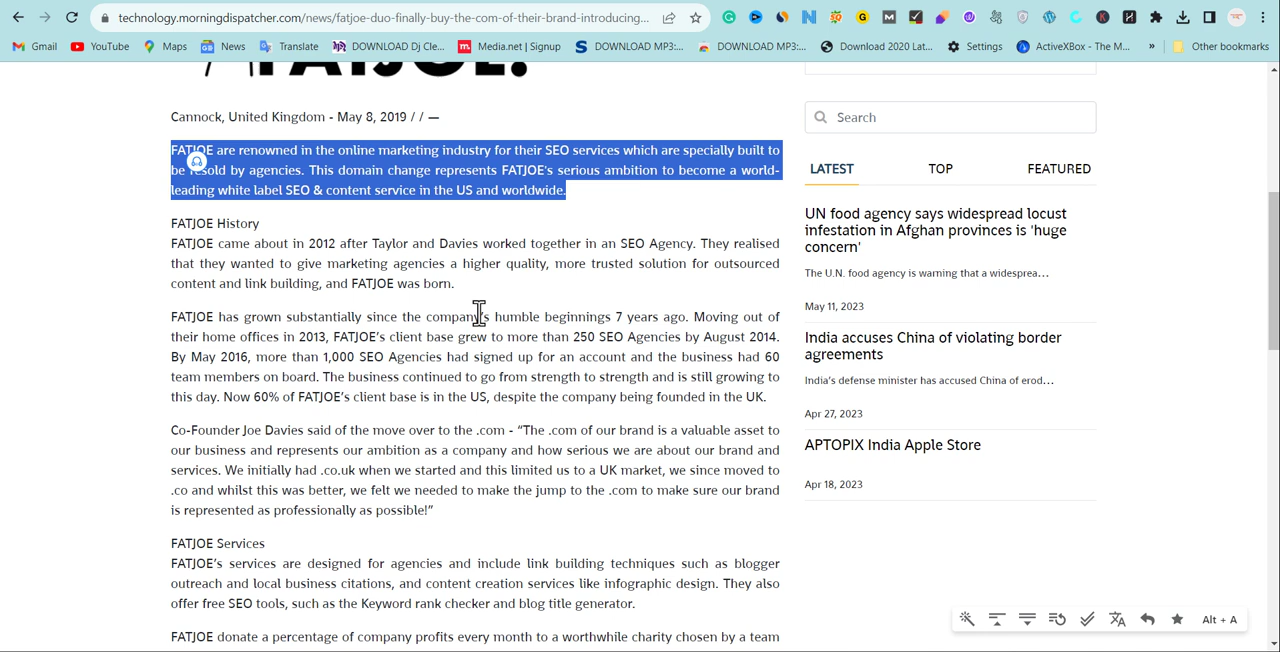 technology.morningdispatcher.com/news/fatjoe-duo-finally-buy-the-com-of-their-brand-introducing...
Gmail YouTube Maps News Translate DOWNLOAD Dj Cle... Media.net | Signup DOWNLOAD MP3:... DOWNLOAD MP3:... Download 2020 Lat... Settings ActiveXBox - The M... » Other bookmarks
FATJOE.
Cannock, United Kingdom - May 8, 2019 / / —
FATJOE are renowned in the online marketing industry for their SEO services which are specially built to
be resold by agencies. This domain change represents FATJOE's serious ambition to become a world-
leading white label SEO & content service in the US and worldwide.
FATJOE History
FATJOE came about in 2012 after Taylor and Davies worked together in an SEO Agency. They realised
that they wanted to give marketing agencies a higher quality, more trusted solution for outsourced
content and link building, and FATJOE was born.
FATJOE has grown substantially since the company's humble beginnings 7 years ago. Moving out of
their home offices in 2013, FATJOE's client base grew to more than 250 SEO Agencies by August 2014.
By May 2016, more than 1,000 SEO Agencies had signed up for an account and the business had 60
team members on board. The business continued to go from strength to strength and is still growing to
this day. Now 60% of FATJOE's client base is in the US, despite the company being founded in the UK.
Co-Founder Joe Davies said of the move over to the .com - “The .com of our brand is a valuable asset to
our business and represents our ambition as a company and how serious we are about our brand and
services. We initially had .co.uk when we started and this limited us to a UK market, we since moved to
.co and whilst this was better, we felt we needed to make the jump to the .com to make sure our brand
is represented as professionally as possible!”
FATJOE Services
FATJOE's services are designed for agencies and include link building techniques such as blogger
outreach and local business citations, and content creation services like infographic design. They also
offer free SEO tools, such as the Keyword rank checker and blog title generator.
FATJOE donate a percentage of company profits every month to a worthwhile charity chosen by a team
Search
LATEST TOP FEATURED
UN food agency says widespread locust
infestation in Afghan provinces is 'huge
concern'
The U.N. food agency is warning that a widesprea...
May 11, 2023
India accuses China of violating border
agreements
India's defense minister has accused China of erod...
Apr 27, 2023
APTOPIX India Apple Store
Apr 18, 2023
Alt + A